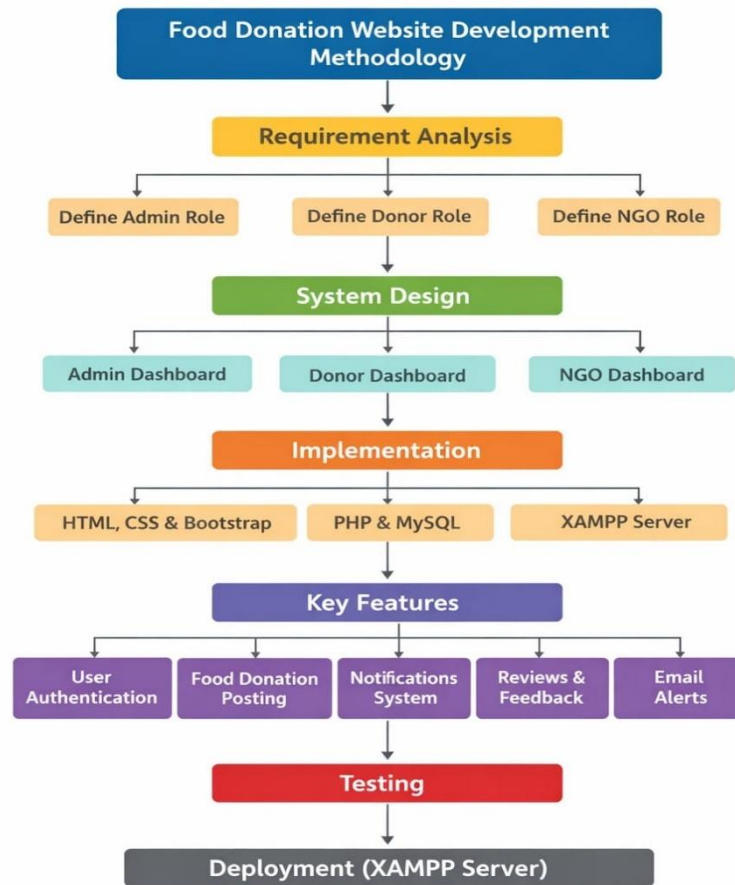 Food Donation Website Development
Methodology
Requirement Analysis
Define Admin Role
Define Donor Role
Define NGO Role
System Design
Admin Dashboard
Donor Dashboard
NGO Dashboard
Implementation
HTML, CSS & Bootstrap
PHP & MySQL
XAMPP Server
Key Features
User
Authentication
Food Donation
Posting
Notifications
System
Reviews &
Feedback
Email
Alerts
Testing
Deployment (XAMPP Server)